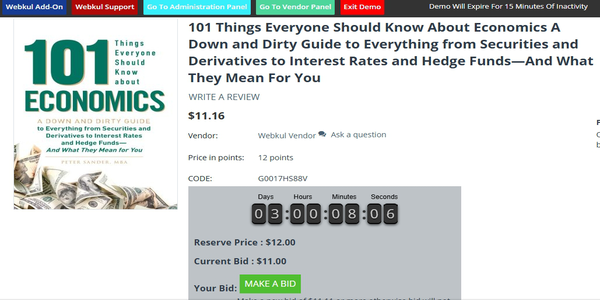 Webkul Add-On Webkul Support Go To Administration Panel Go To Vendor Panel Exit Demo Demo Will Expire For 15 Minutes Of Inactivity
101 Things Everyone Should Know About Economics A
Down and Dirty Guide to Everything from Securities and
Derivatives to Interest Rates and Hedge Funds—And What
They Mean For You
WRITE A REVIEW
$11.16
Vendor: Webkul Vendor Ask a question
Price in points: 12 points
CODE: G0017HS88V
Days Hours Minutes Seconds
03:00:08:06
Reserve Price : $12.00
Current Bid : $11.00
Your Bid: MAKE A BID
101
Things
Everyone
Should
Know
about
ECONOMICS
A DOWN AND DIRTY GUIDE
to Everything from Securities and
Derivatives to Interest Rates
and Hedge Funds—
And What They Mean for You
PETER SANDER, MBA